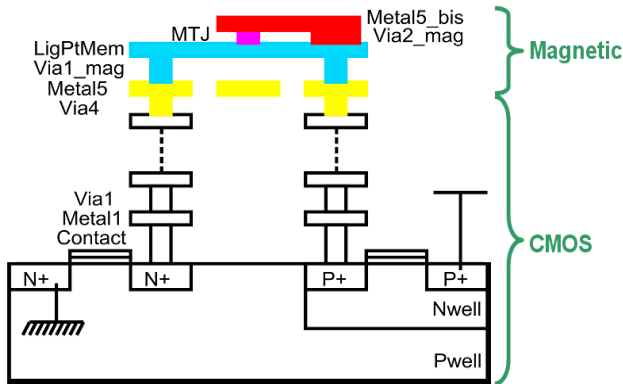 Metal5_bis
MTJ
Via2_mag
LigPtMem
Magnetic
Via1_mag
Metal5
Via4
Via1
Metal1
Contact
CMOS
N+
N+
P+
P+
Nwell
Pwell